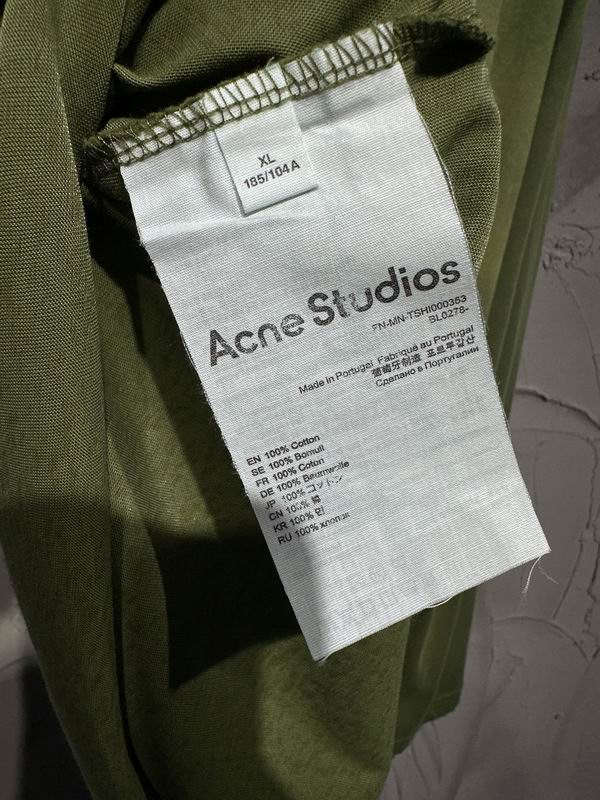 XL
185/104A
Acne Studios
FN-MN-TSHI000353
BL0278-
Made in Portugal Fabriqué au Portugal
葡萄牙制造 포르투갈산
Сделано в Португалии
EN 100% Cotton
SE 100% Bomull
FR 100% Coton
DE 100% Baumwolle
JP 100% コットン
CN 100% 棉
KR 100% 면
RU 100% хлопок